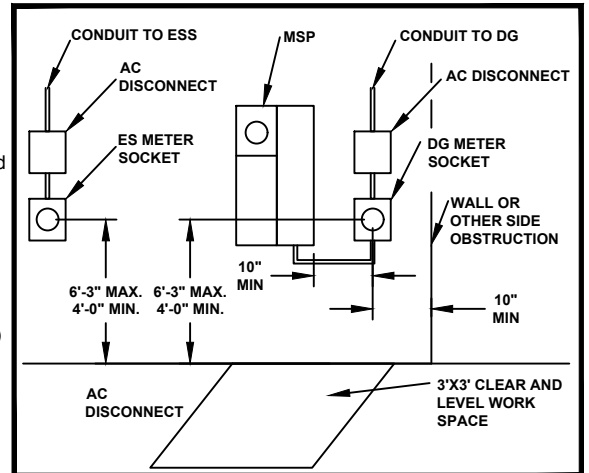 CONDUIT TO ESS
MSP
CONDUIT TO DG
AC
DISCONNECT
AC DISCONNECT
ES METER
SOCKET
DG METER
SOCKET
WALL OR
OTHER SIDE
OBSTRUCTION
10"
MIN
6'-3" MAX.
4'-0" MIN.
6'-3" MAX.
4'-0" MIN.
10"
MIN
AC
DISCONNECT
3'X3' CLEAR AND
LEVEL WORK
SPACE